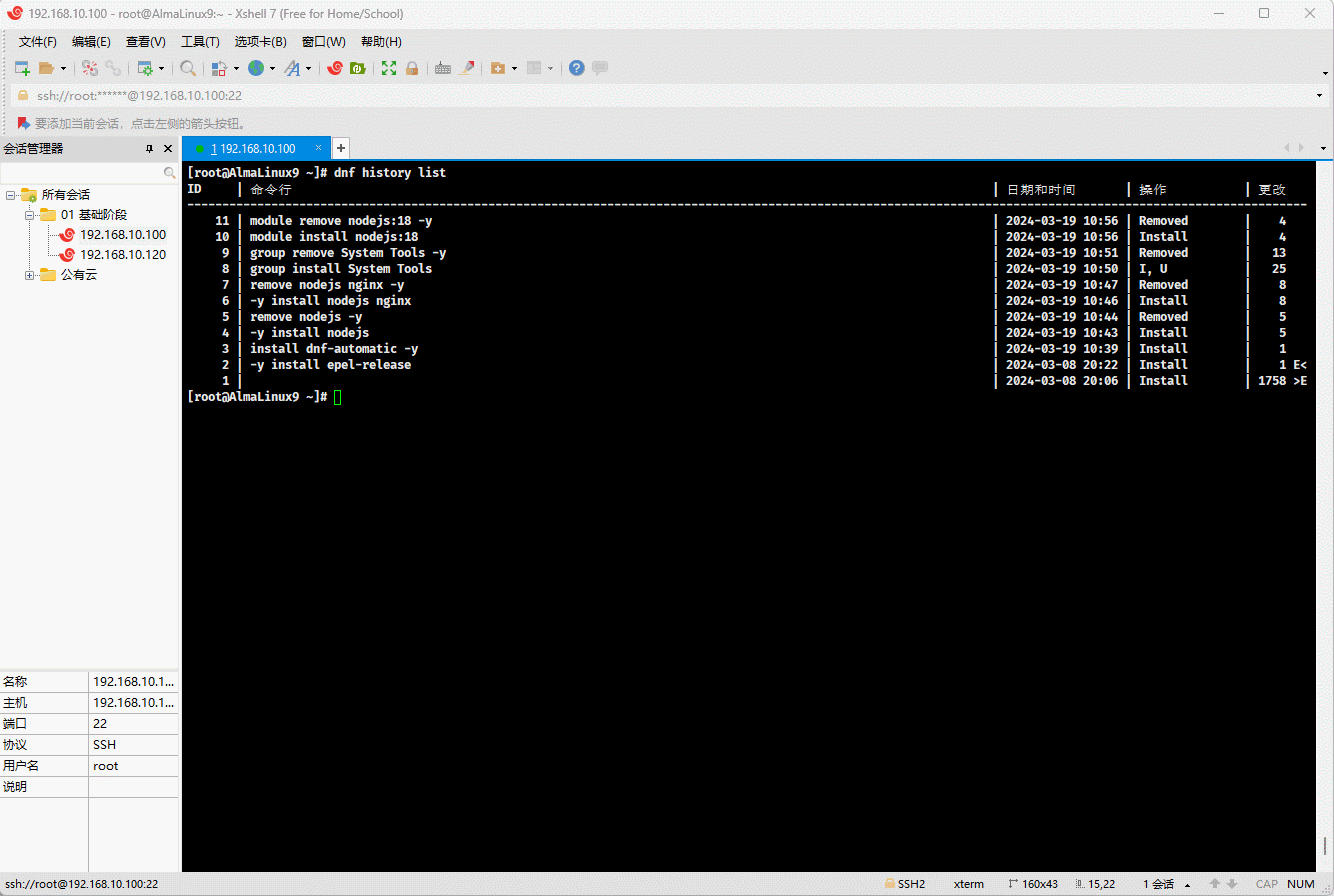 192.168.10.100 - root@AlmaLinux9:~ - Xshell 7 (Free for Home/School)
文件(F) 编辑(E) 查看(V) 工具(T) 选项卡(B) 窗口(W) 帮助(H)
ssh://root:******@192.168.10.100:22
要添加当前会话，点击左侧的箭头按钮。
会话管理器
所有会话
01 基础阶段
192.168.10.100
192.168.10.120
公有云
名称 192.168.10.1...
主机 192.168.10.1...
端口 22
协议 SSH
用户名 root
说明
1 192.168.10.100 × +
[root@AlmaLinux9 ~]# dnf history list
ID | 命令行 | 日期和时间 | 操作 | 更改
--------------------------------------------------------------------------------------------------------------------------------------------------------
11 | module remove nodejs:18 -y | 2024-03-19 10:56 | Removed | 4
10 | module install nodejs:18 | 2024-03-19 10:56 | Install | 4
9 | group remove System Tools -y | 2024-03-19 10:51 | Removed | 13
8 | group install System Tools | 2024-03-19 10:50 | I, U | 25
7 | remove nodejs nginx -y | 2024-03-19 10:47 | Removed | 8
6 | -y install nodejs nginx | 2024-03-19 10:46 | Install | 8
5 | remove nodejs -y | 2024-03-19 10:44 | Removed | 5
4 | -y install nodejs | 2024-03-19 10:43 | Install | 5
3 | install dnf-automatic -y | 2024-03-19 10:39 | Install | 1
2 | -y install epel-release | 2024-03-08 20:22 | Install | 1 E<
1 | | 2024-03-08 20:06 | Install | 1758 >E
[root@AlmaLinux9 ~]#
ssh://root@192.168.10.100:22 SSH2 xterm 160x43 15,22 1 会话 CAP NUM